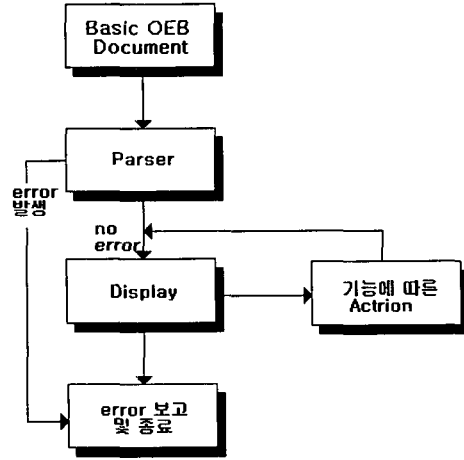 Basic OEB
Document
Parser
error
발생
no
error
Display
기능에 따른
Actrion
error 보고
및 종료